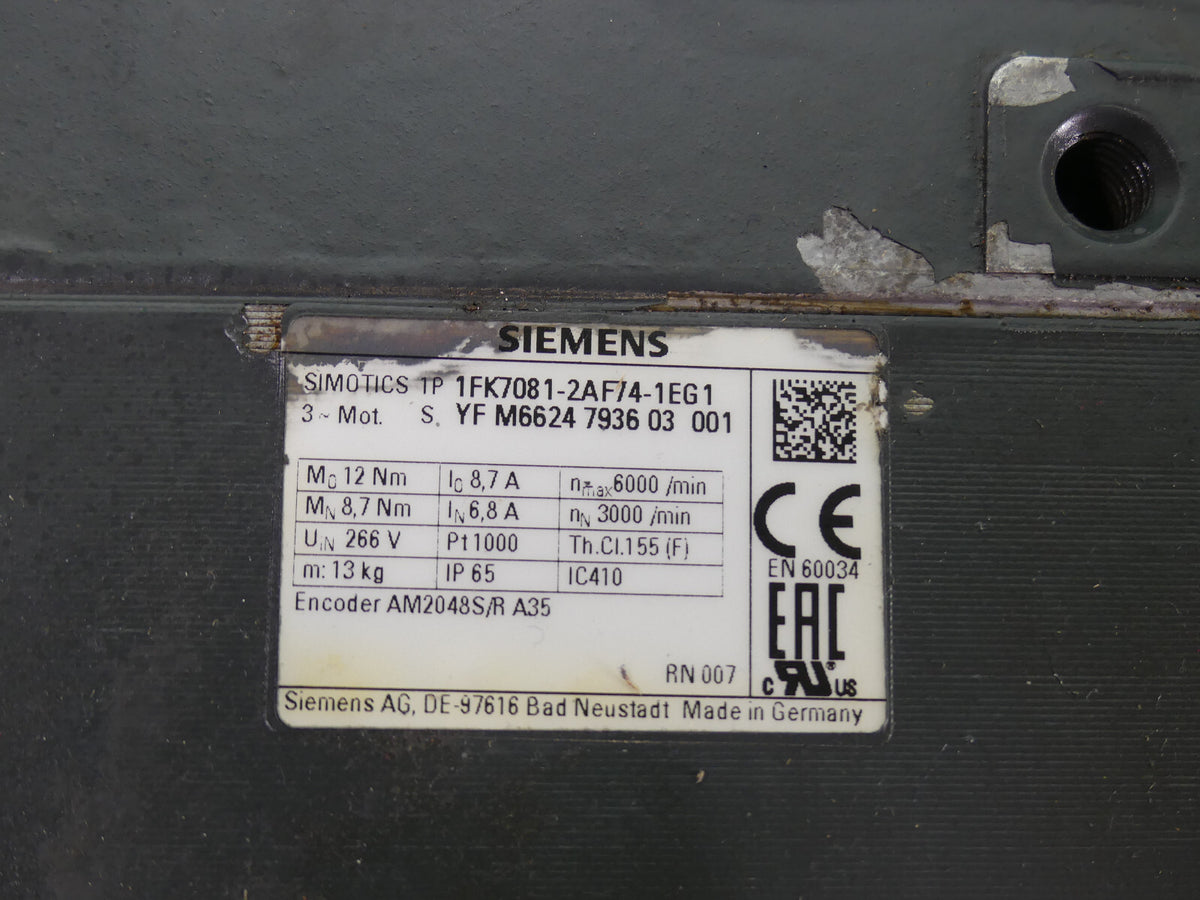 SIEMENS
SIMOTICS 1P 1FK7081-2AF74-1EG1
3 ~ Mot. S. YF M6624 7936 03 001
M0 12 Nm I0 8,7 A nmax 6000 /min
MN 8,7 Nm IN 6,8 A nN 3000 /min
UIN 266 V Pt1000 Th.Cl.155 (F)
m: 13 kg IP 65 IC410
Encoder AM2048S/R A35
RN 007
CE
EN 60034
EAC
c RU ® US
Siemens AG, DE-97616 Bad Neustadt Made in Germany